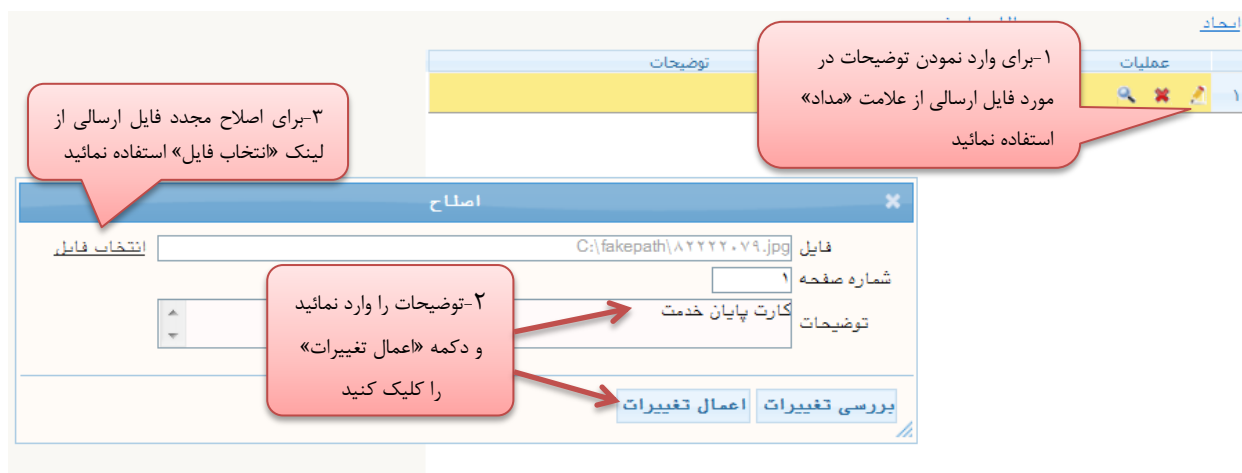 ایجاد
عملیات
توضیحات
۱
۱-برای وارد نمودن توضیحات در
مورد فایل ارسالی از علامت «مداد»
استفاده نمائید
۳-برای اصلاح مجدد فایل ارسالی از
لینک «انتخاب فایل» استفاده نمائید
اصلاح
فایل
C:\fakepath\۸۲۲۲۲۰۷۹.jpg
انتخاب فایل
شماره صفحه
۱
توضیحات
کارت پایان خدمت
۲-توضیحات را وارد نمائید
و دکمه «اعمال تغییرات»
را کلیک کنید
بررسی تغییرات
اعمال تغییرات